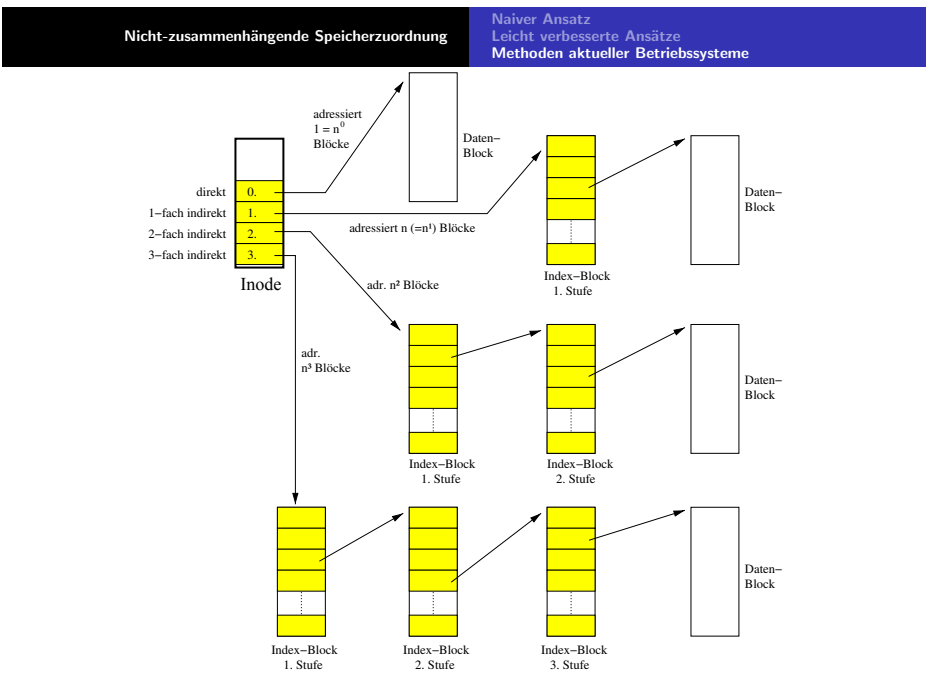 Nicht-zusammenhängende Speicherzuordnung
Naiver Ansatz
Leicht verbesserte Ansätze
Methoden aktueller Betriebssysteme
adressiert
1 = n⁰
Blöcke
Daten–
Block
direkt 0.
1–fach indirekt 1.
2–fach indirekt 2.
3–fach indirekt 3.
Inode
adressiert n (=n¹) Blöcke
Daten–
Block
Index–Block
1. Stufe
adr. n² Blöcke
adr.
n³ Blöcke
Daten–
Block
Index–Block
1. Stufe
Index–Block
2. Stufe
Daten–
Block
Index–Block
1. Stufe
Index–Block
2. Stufe
Index–Block
3. Stufe